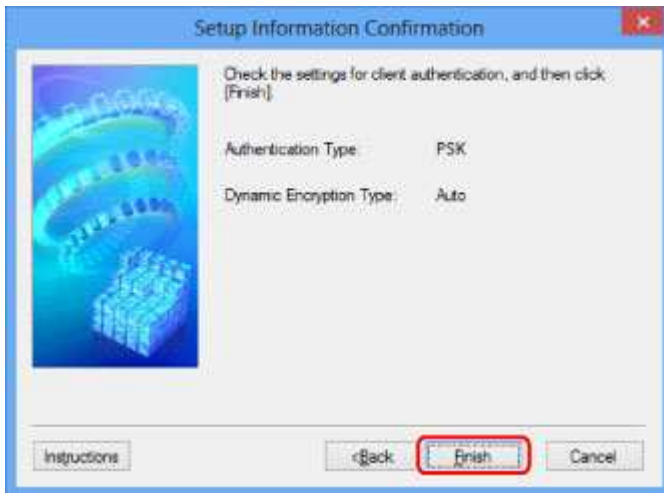 Setup Information Confirmation
Check the settings for client authentication, and then click
[Finish].
Authentication Type: PSK
Dynamic Encryption Type: Auto
Instructions <Back Finish Cancel